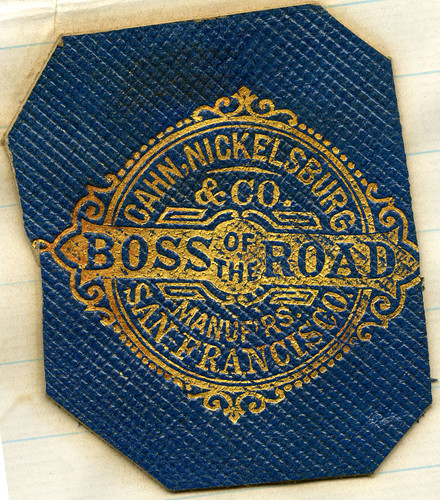 CAHN, NICKELSBURG
& CO.
BOSS OF THE ROAD
MANUF'RS.
SAN FRANCISCO